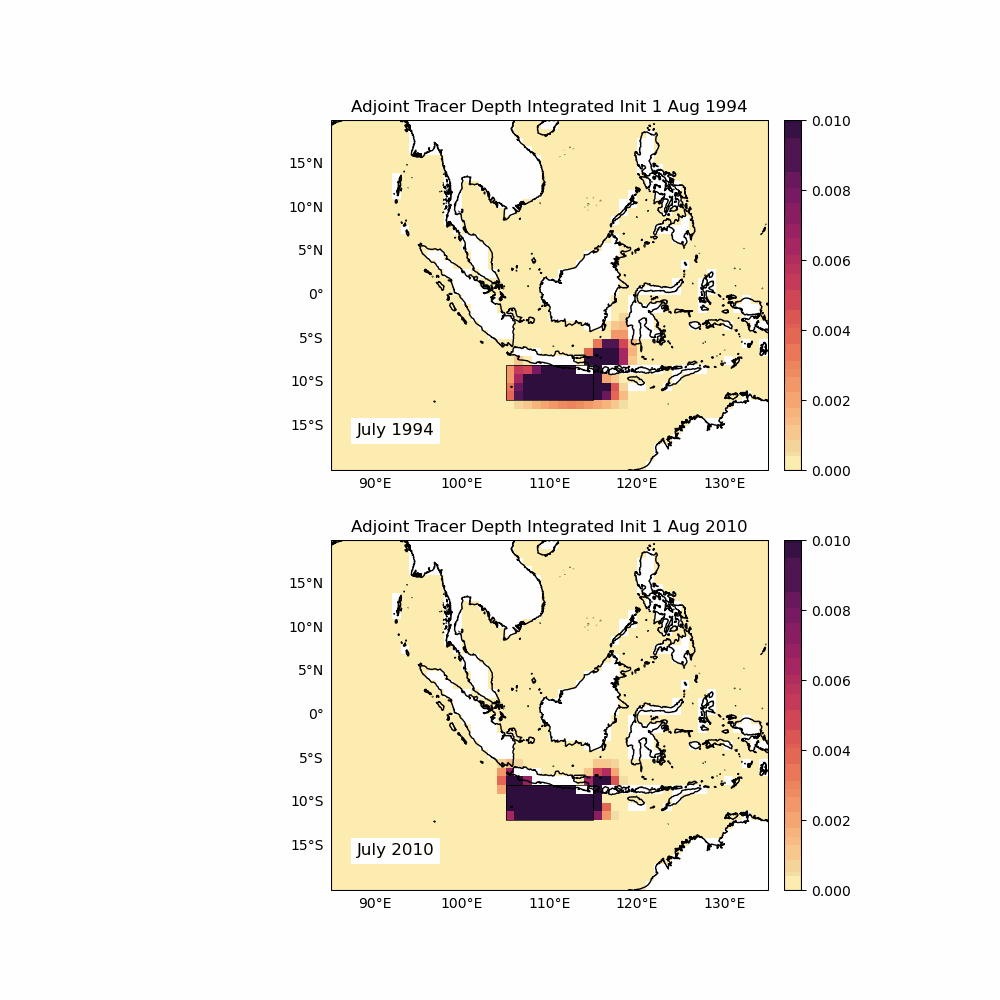 Adjoint Tracer Depth Integrated Init 1 Aug 1994
15°N
10°N
5°N
0°
5°S
10°S
15°S
July 1994
90°E 100°E 110°E 120°E 130°E
0.010
0.008
0.006
0.004
0.002
0.000
Adjoint Tracer Depth Integrated Init 1 Aug 2010
15°N
10°N
5°N
0°
5°S
10°S
15°S
July 2010
90°E 100°E 110°E 120°E 130°E
0.010
0.008
0.006
0.004
0.002
0.000